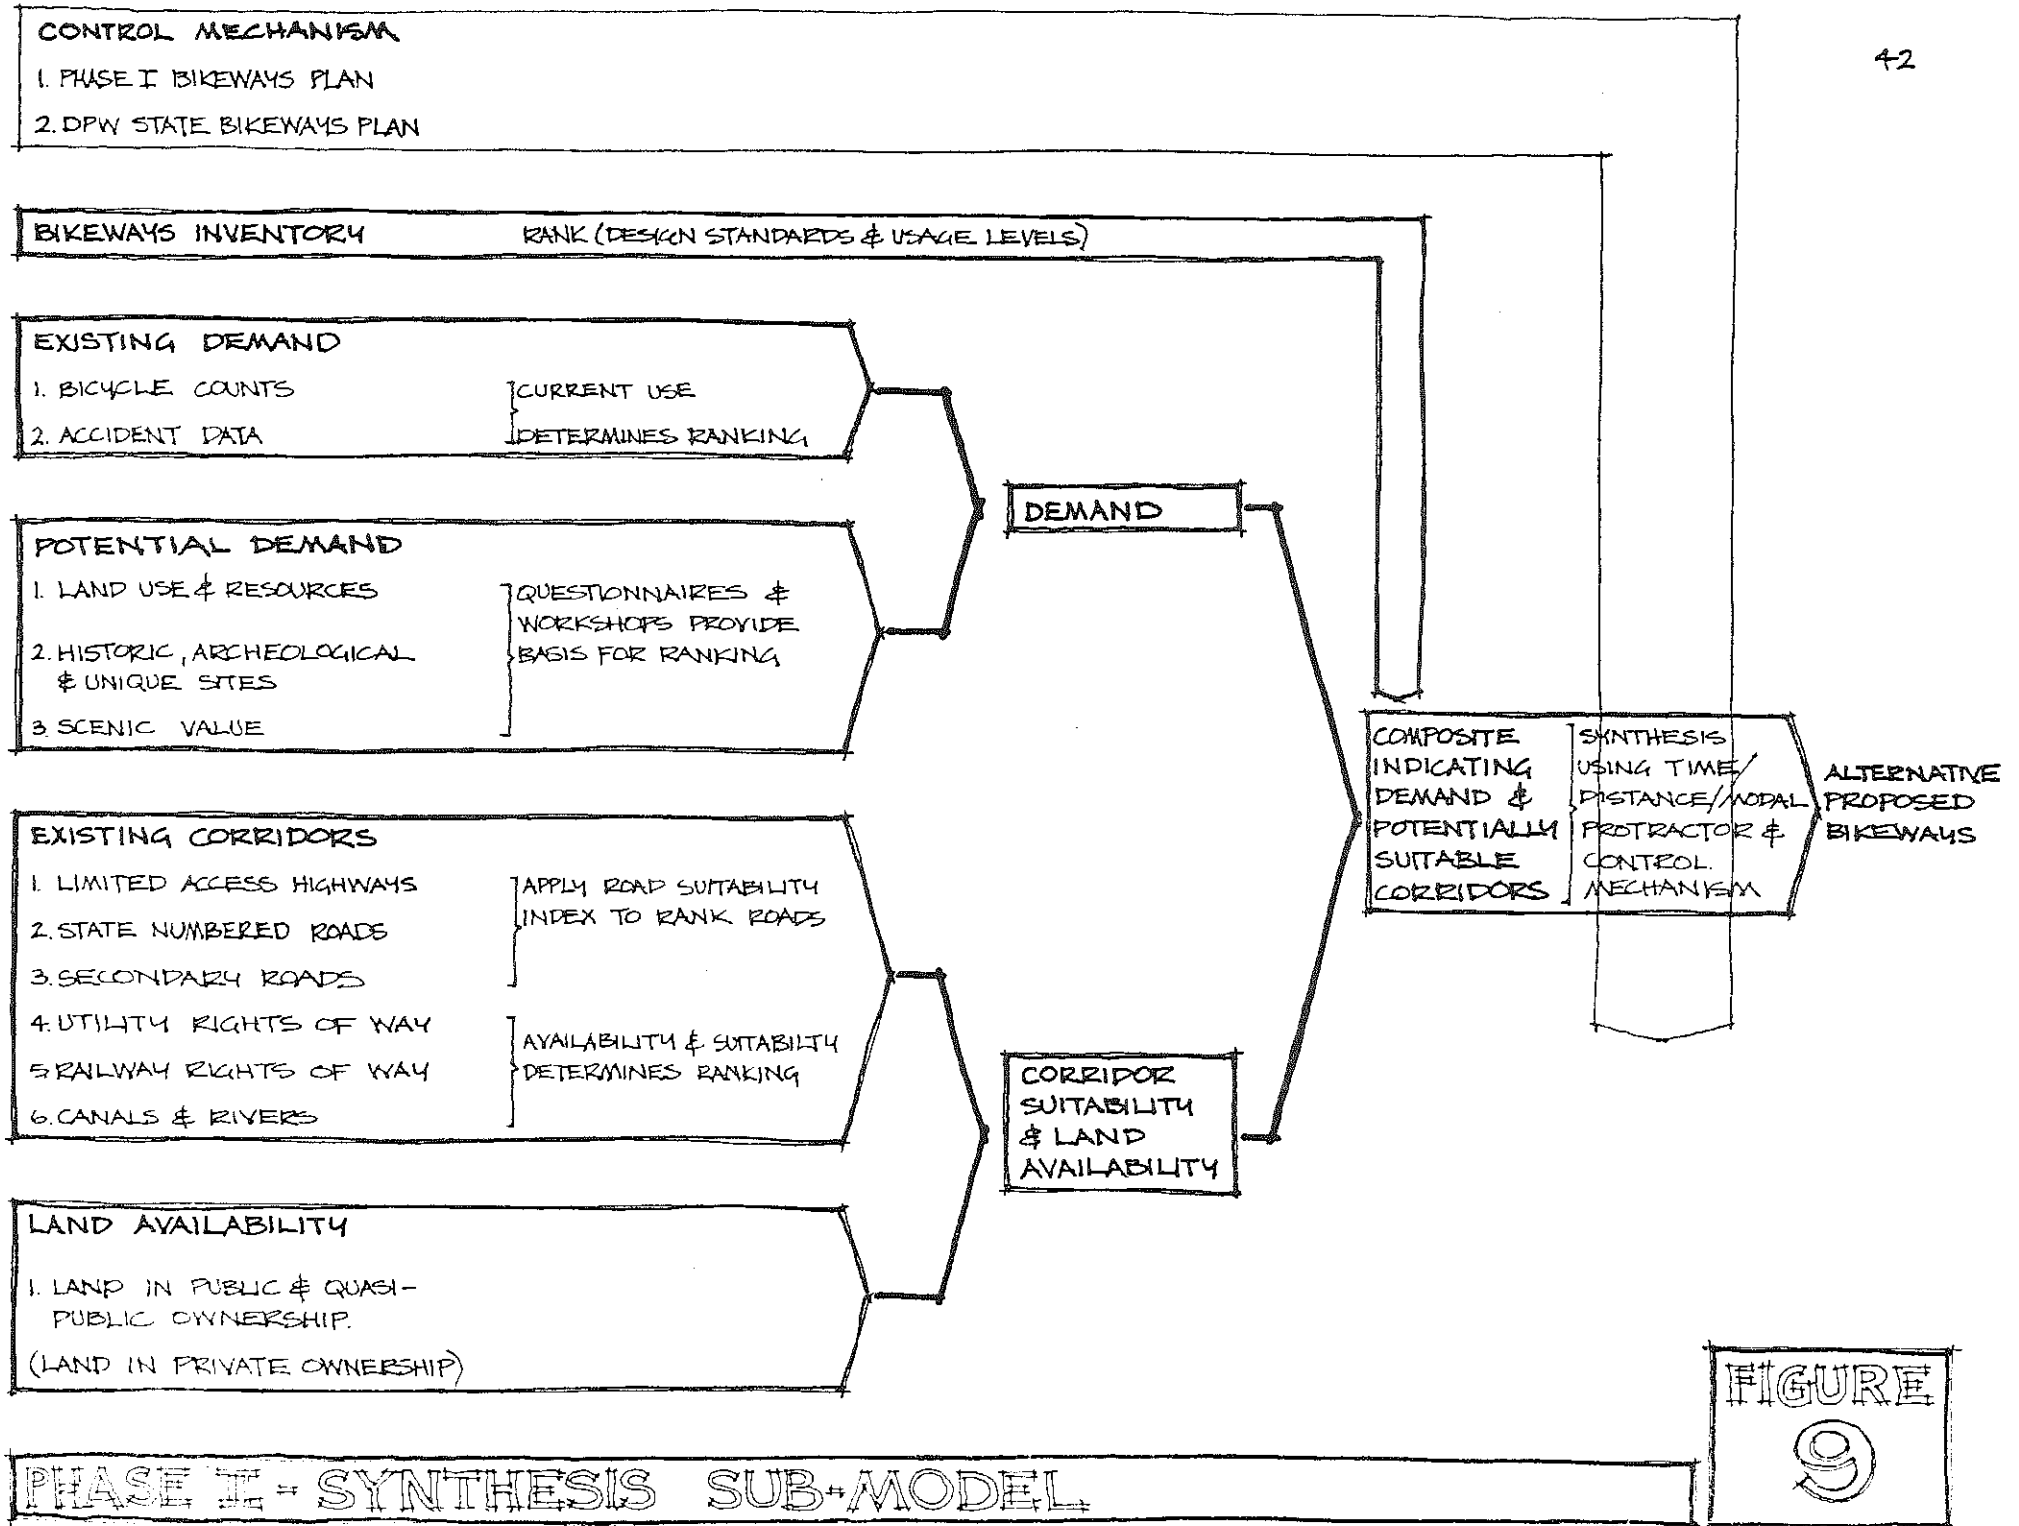 42
CONTROL MECHANISM
1. PHASE I BIKEWAYS PLAN
2. DPW STATE BIKEWAYS PLAN
BIKEWAYS INVENTORY RANK (DESIGN STANDARDS & USAGE LEVELS)
EXISTING DEMAND
1. BICYCLE COUNTS
2. ACCIDENT DATA
CURRENT USE
DETERMINES RANKING
POTENTIAL DEMAND
1. LAND USE & RESOURCES
2. HISTORIC, ARCHEOLOGICAL
& UNIQUE SITES
3. SCENIC VALUE
QUESTIONNAIRES &
WORKSHOPS PROVIDE
BASIS FOR RANKING
DEMAND
EXISTING CORRIDORS
1. LIMITED ACCESS HIGHWAYS
2. STATE NUMBERED ROADS
3. SECONDARY ROADS
4. UTILITY RIGHTS OF WAY
5 RAILWAY RIGHTS OF WAY
6. CANALS & RIVERS
APPLY ROAD SUITABILITY
INDEX TO RANK ROADS
AVAILABILITY & SUITABILTY
DETERMINES RANKING
LAND AVAILABILITY
1. LAND IN PUBLIC & QUASI-
PUBLIC OWNERSHIP.
(LAND IN PRIVATE OWNERSHIP)
CORRIDOR
SUITABILITY
& LAND
AVAILABILITY
COMPOSITE
INDICATING
DEMAND &
POTENTIALLY
SUITABLE
CORRIDORS
SYNTHESIS
USING TIME/
DISTANCE/MODAL
PROTRACTOR &
CONTROL.
MECHANISM
ALTERNATIVE
PROPOSED
BIKEWAYS
FIGURE
9
PHASE II - SYNTHESIS SUB-MODEL